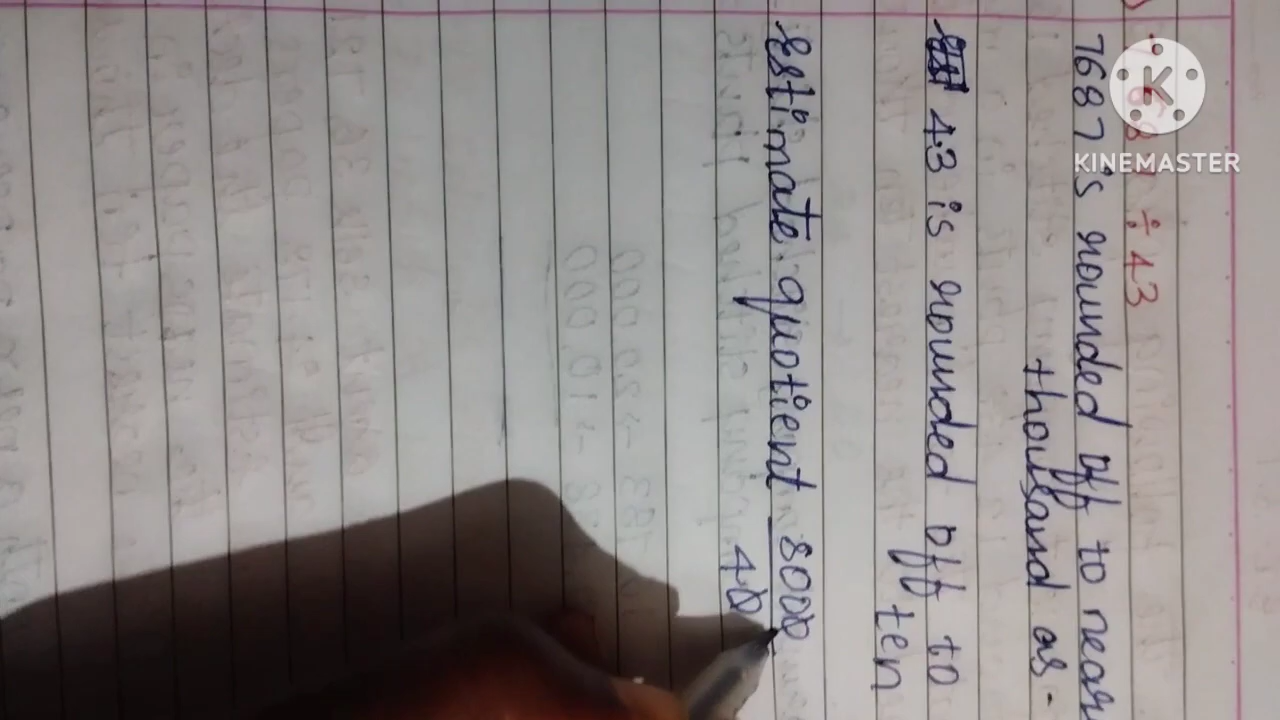 ÷ 43
7687 is rounded off to near
thousand as.
43 is rounded off to
ten
estimate quotient 8000
40
KINEMASTER